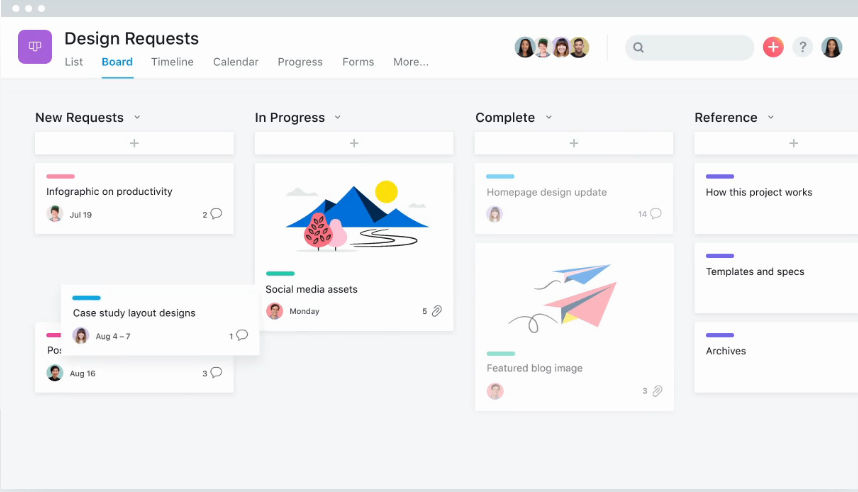 Design Requests
List Board Timeline Calendar Progress Forms More...
?
New Requests
Infographic on productivity
Jul 19 2
Case study layout designs
Aug 4 – 7 1
Aug 16 3
In Progress
Social media assets
Monday 5
Complete
Homepage design update
14
Featured blog image
3
Reference
How this project works
Templates and specs
Archives